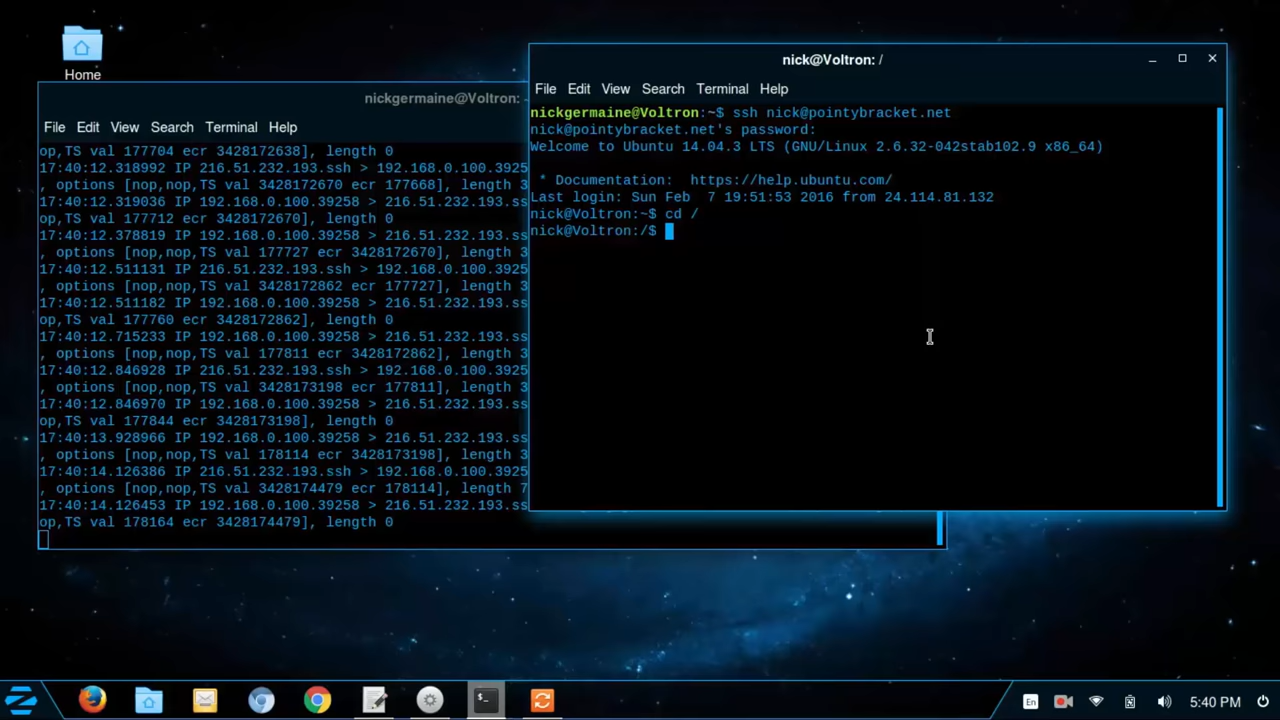 Home
nickgermaine@Voltron: -
File Edit View Search Terminal Help
op,TS val 177704 ecr 3428172638], length 0
17:40:12.318992 IP 216.51.232.193.ssh > 192.168.0.100.3925
, options [nop,nop,TS val 3428172670 ecr 177668], length 3
17:40:12.319036 IP 192.168.0.100.39258 > 216.51.232.193.ss
op,TS val 177712 ecr 3428172670], length 0
17:40:12.378819 IP 192.168.0.100.39258 > 216.51.232.193.ss
, options [nop,nop,TS val 177727 ecr 3428172670], length 3
17:40:12.511131 IP 216.51.232.193.ssh > 192.168.0.100.3925
, options [nop,nop,TS val 3428172862 ecr 177727], length 3
17:40:12.511182 IP 192.168.0.100.39258 > 216.51.232.193.ss
op,TS val 177760 ecr 3428172862], length 0
17:40:12.715233 IP 192.168.0.100.39258 > 216.51.232.193.ss
, options [nop,nop,TS val 177811 ecr 3428172862], length 3
17:40:12.846928 IP 216.51.232.193.ssh > 192.168.0.100.3925
, options [nop,nop,TS val 3428173198 ecr 177811], length 3
17:40:12.846970 IP 192.168.0.100.39258 > 216.51.232.193.ss
op,TS val 177844 ecr 3428173198], length 0
17:40:13.928966 IP 192.168.0.100.39258 > 216.51.232.193.ss
, options [nop,nop,TS val 178114 ecr 3428173198], length 3
17:40:14.126386 IP 216.51.232.193.ssh > 192.168.0.100.3925
, options [nop,nop,TS val 3428174479 ecr 178114], length 7
17:40:14.126453 IP 192.168.0.100.39258 > 216.51.232.193.ss
op,TS val 178164 ecr 3428174479], length 0
nick@Voltron: /
File Edit View Search Terminal Help
nickgermaine@Voltron:~$ ssh nick@pointybracket.net
nick@pointybracket.net's password:
Welcome to Ubuntu 14.04.3 LTS (GNU/Linux 2.6.32-042stab102.9 x86_64)
* Documentation: https://help.ubuntu.com/
Last login: Sun Feb 7 19:51:53 2016 from 24.114.81.132
nick@Voltron:~$ cd /
nick@Voltron:/$
En
5:40 PM